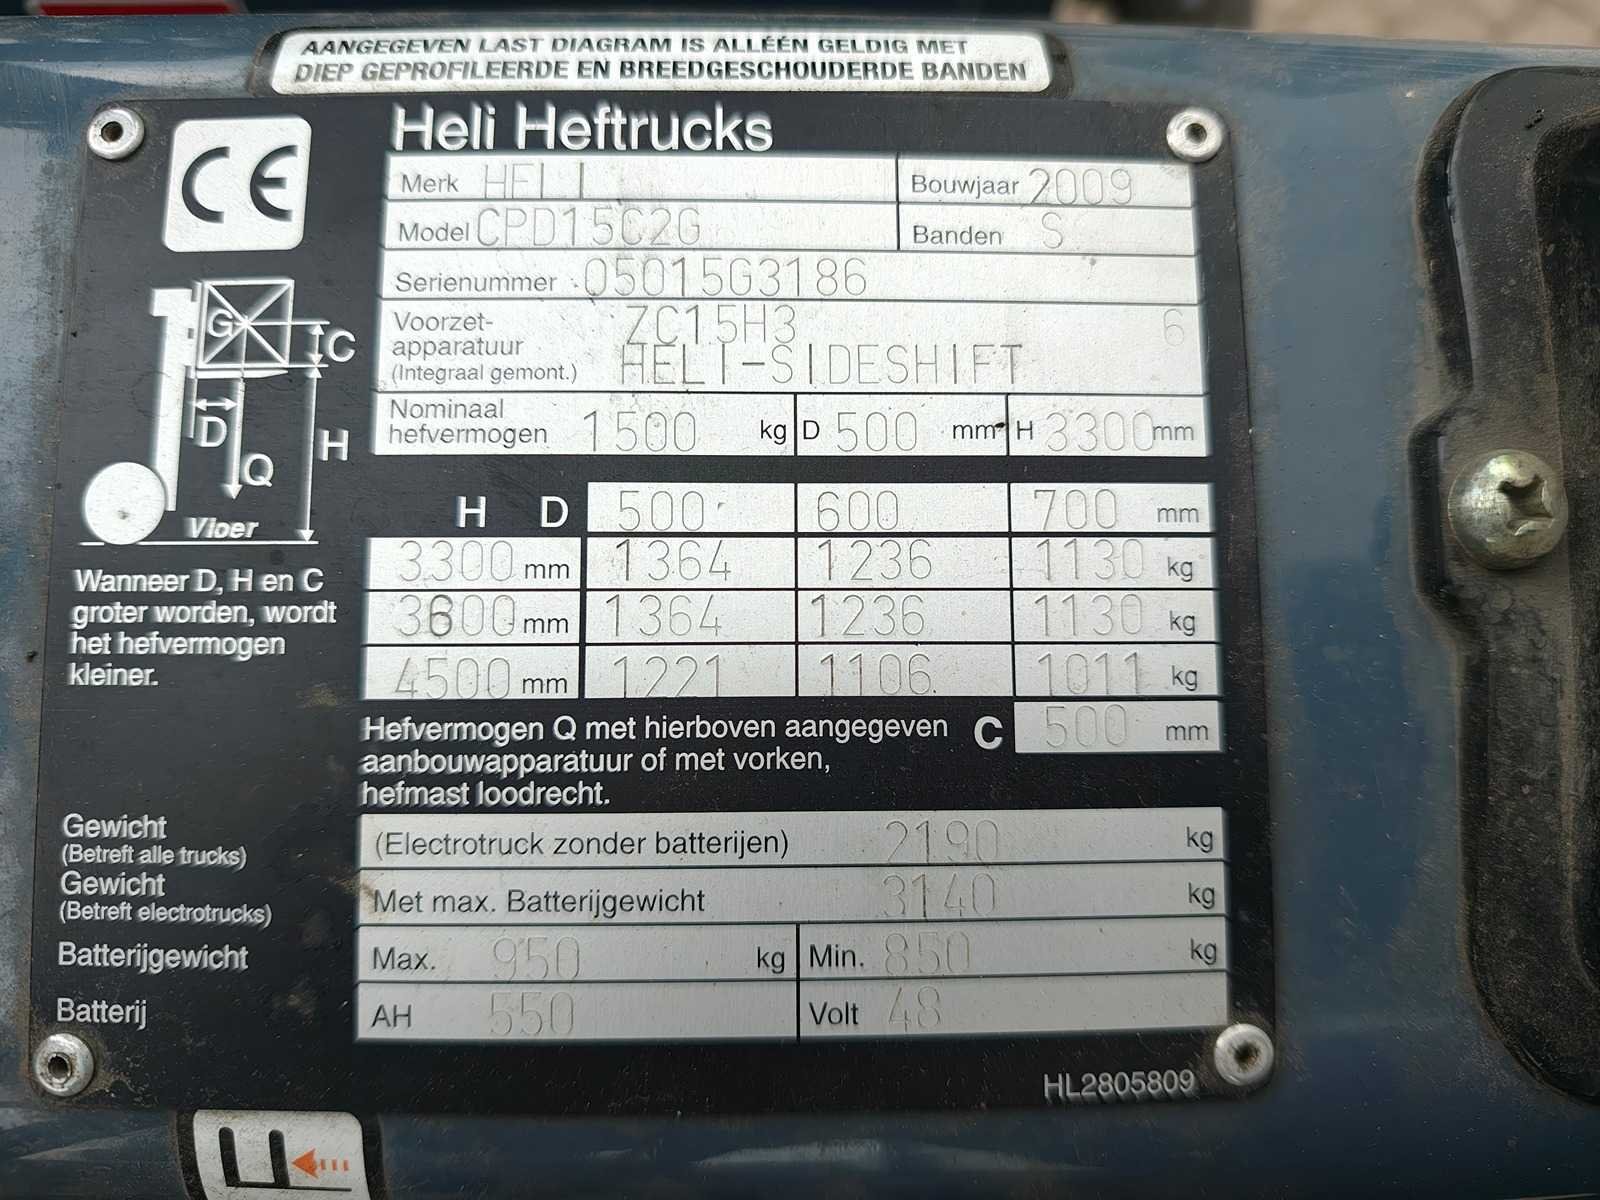 AANGEGEVEN LAST DIAGRAM IS ALLÉÉN GELDIG MET
DIEP GEPROFILEERDE EN BREEDGESCHOUDERDE BANDEN
CE
Heli Heftrucks
Merk HELI Bouwjaar 2009
Model CPD15C2G Banden S
Serienummer 05015G3186
Voorzet- ZC15H3 6
apparatuur HELI-SIDESHIFT
(Integraal gemont.)
Nominaal
hefvermogen 1500 kg D 500 mm H 3300 mm
G C
D H
Q
Vloer
H D 500 600 700 mm
3300 mm 1364 1236 1130 kg
3600 mm 1364 1236 1130 kg
4500 mm 1221 1106 1011 kg
Wanneer D, H en C
groter worden, wordt
het hefvermogen
kleiner.
Hefvermogen Q met hierboven aangegeven C 500 mm
aanbouwapparatuur of met vorken,
hefmast loodrecht.
Gewicht (Electrotruck zonder batterijen) 2190 kg
(Betreft alle trucks)
Gewicht Met max. Batterijgewicht 3140 kg
(Betreft electrotrucks)
Batterijgewicht Max. 950 kg Min. 850 kg
Batterij AH 550 Volt 48
HL2805809
F